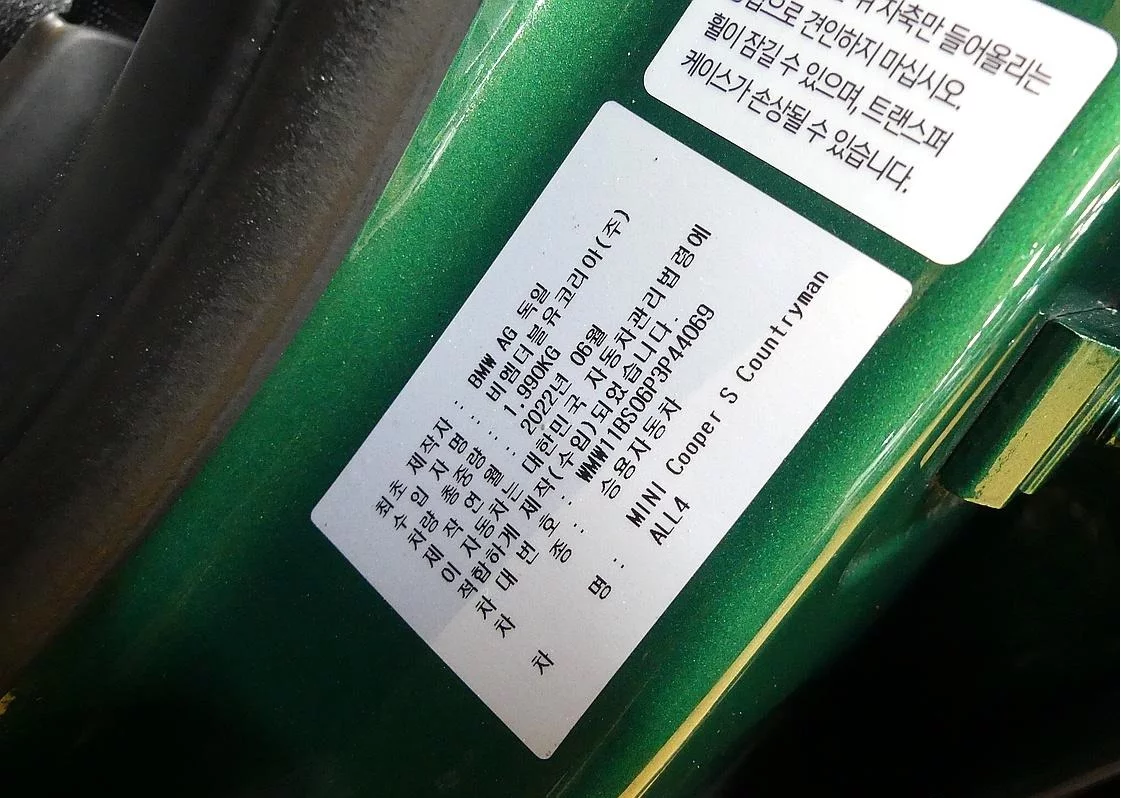 축만 들어올리는
으로 견인하지 마십시오.
휠이 잠길 수 있으며, 트랜스퍼
케이스가 손상될 수 있습니다.
최초 제작자 : BMW AG 독일
수 입 자 명 : 비엠더블유코리아(주)
차량 총중량 : 1,990KG
제 작 연 월 : 2022년 06월
이 자동차는 대한민국 자동차관리법령에
적합하게 제작(수입)되었습니다.
차 대 번 호 : WMW11BS06P3P44069
차 종 : 승용자동차
차 명 : MINI Cooper S Countryman
ALL4